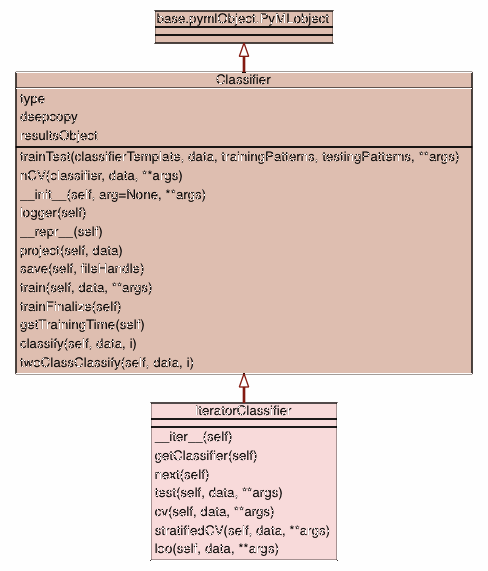 base.pymlObject.PyMLobject
Classifier
type
deepcopy
resultsObject
trainTest(classifierTemplate, data, trainingPatterns, testingPatterns, **args)
nCV(classifier, data, **args)
__init__(self, arg=None, **args)
logger(self)
__repr__(self)
project(self, data)
save(self, fileHandle)
train(self, data, **args)
trainFinalize(self)
getTrainingTime(self)
classify(self, data, i)
twoClassClassify(self, data, i)
IteratorClassifier
__iter__(self)
getClassifier(self)
next(self)
test(self, data, **args)
cv(self, data, **args)
stratifiedCV(self, data, **args)
loo(self, data, **args)